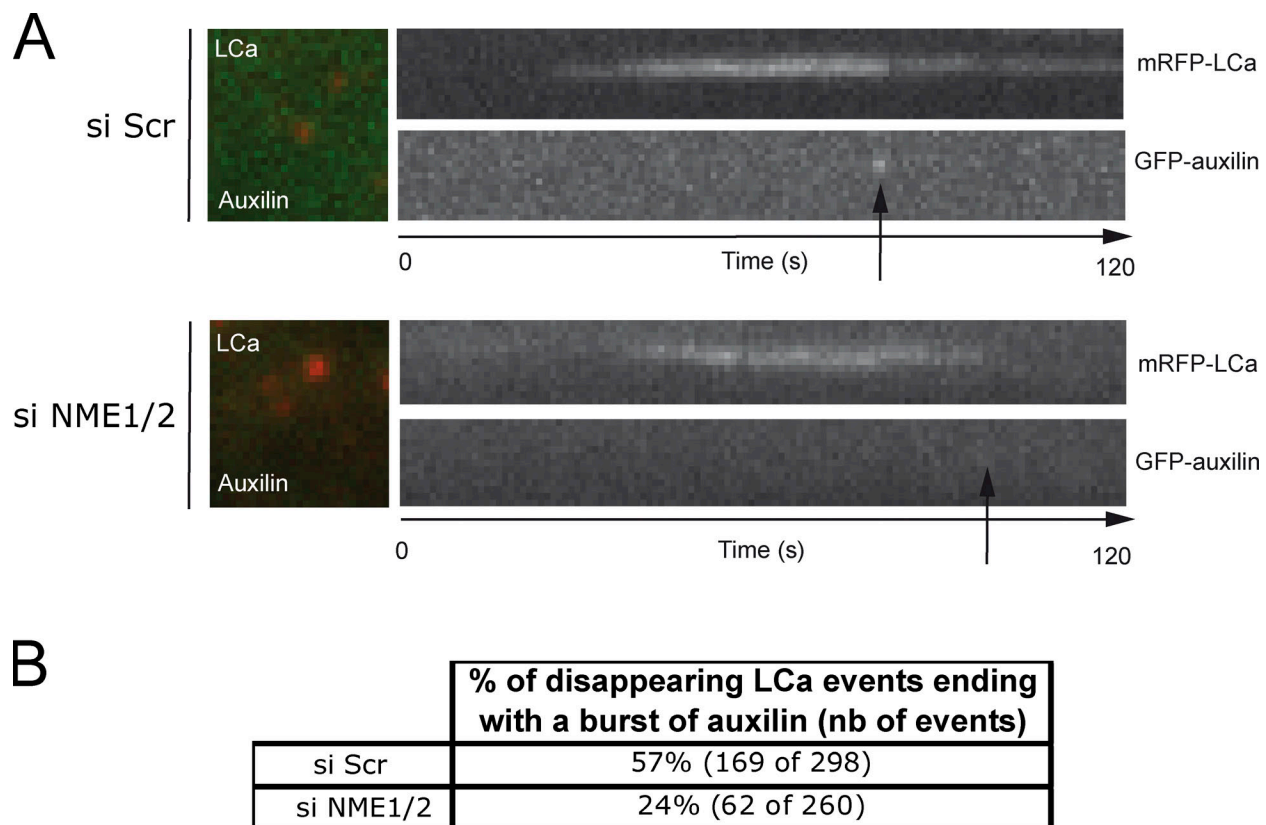 A
si Scr
LCa
Auxilin
mRFP-LCa
GFP-auxilin
0
Time (s)
120
si NME1/2
LCa
Auxilin
mRFP-LCa
GFP-auxilin
0
Time (s)
120
B
% of disappearing LCa events ending
with a burst of auxilin (nb of events)
si Scr 57% (169 of 298)
si NME1/2 24% (62 of 260)